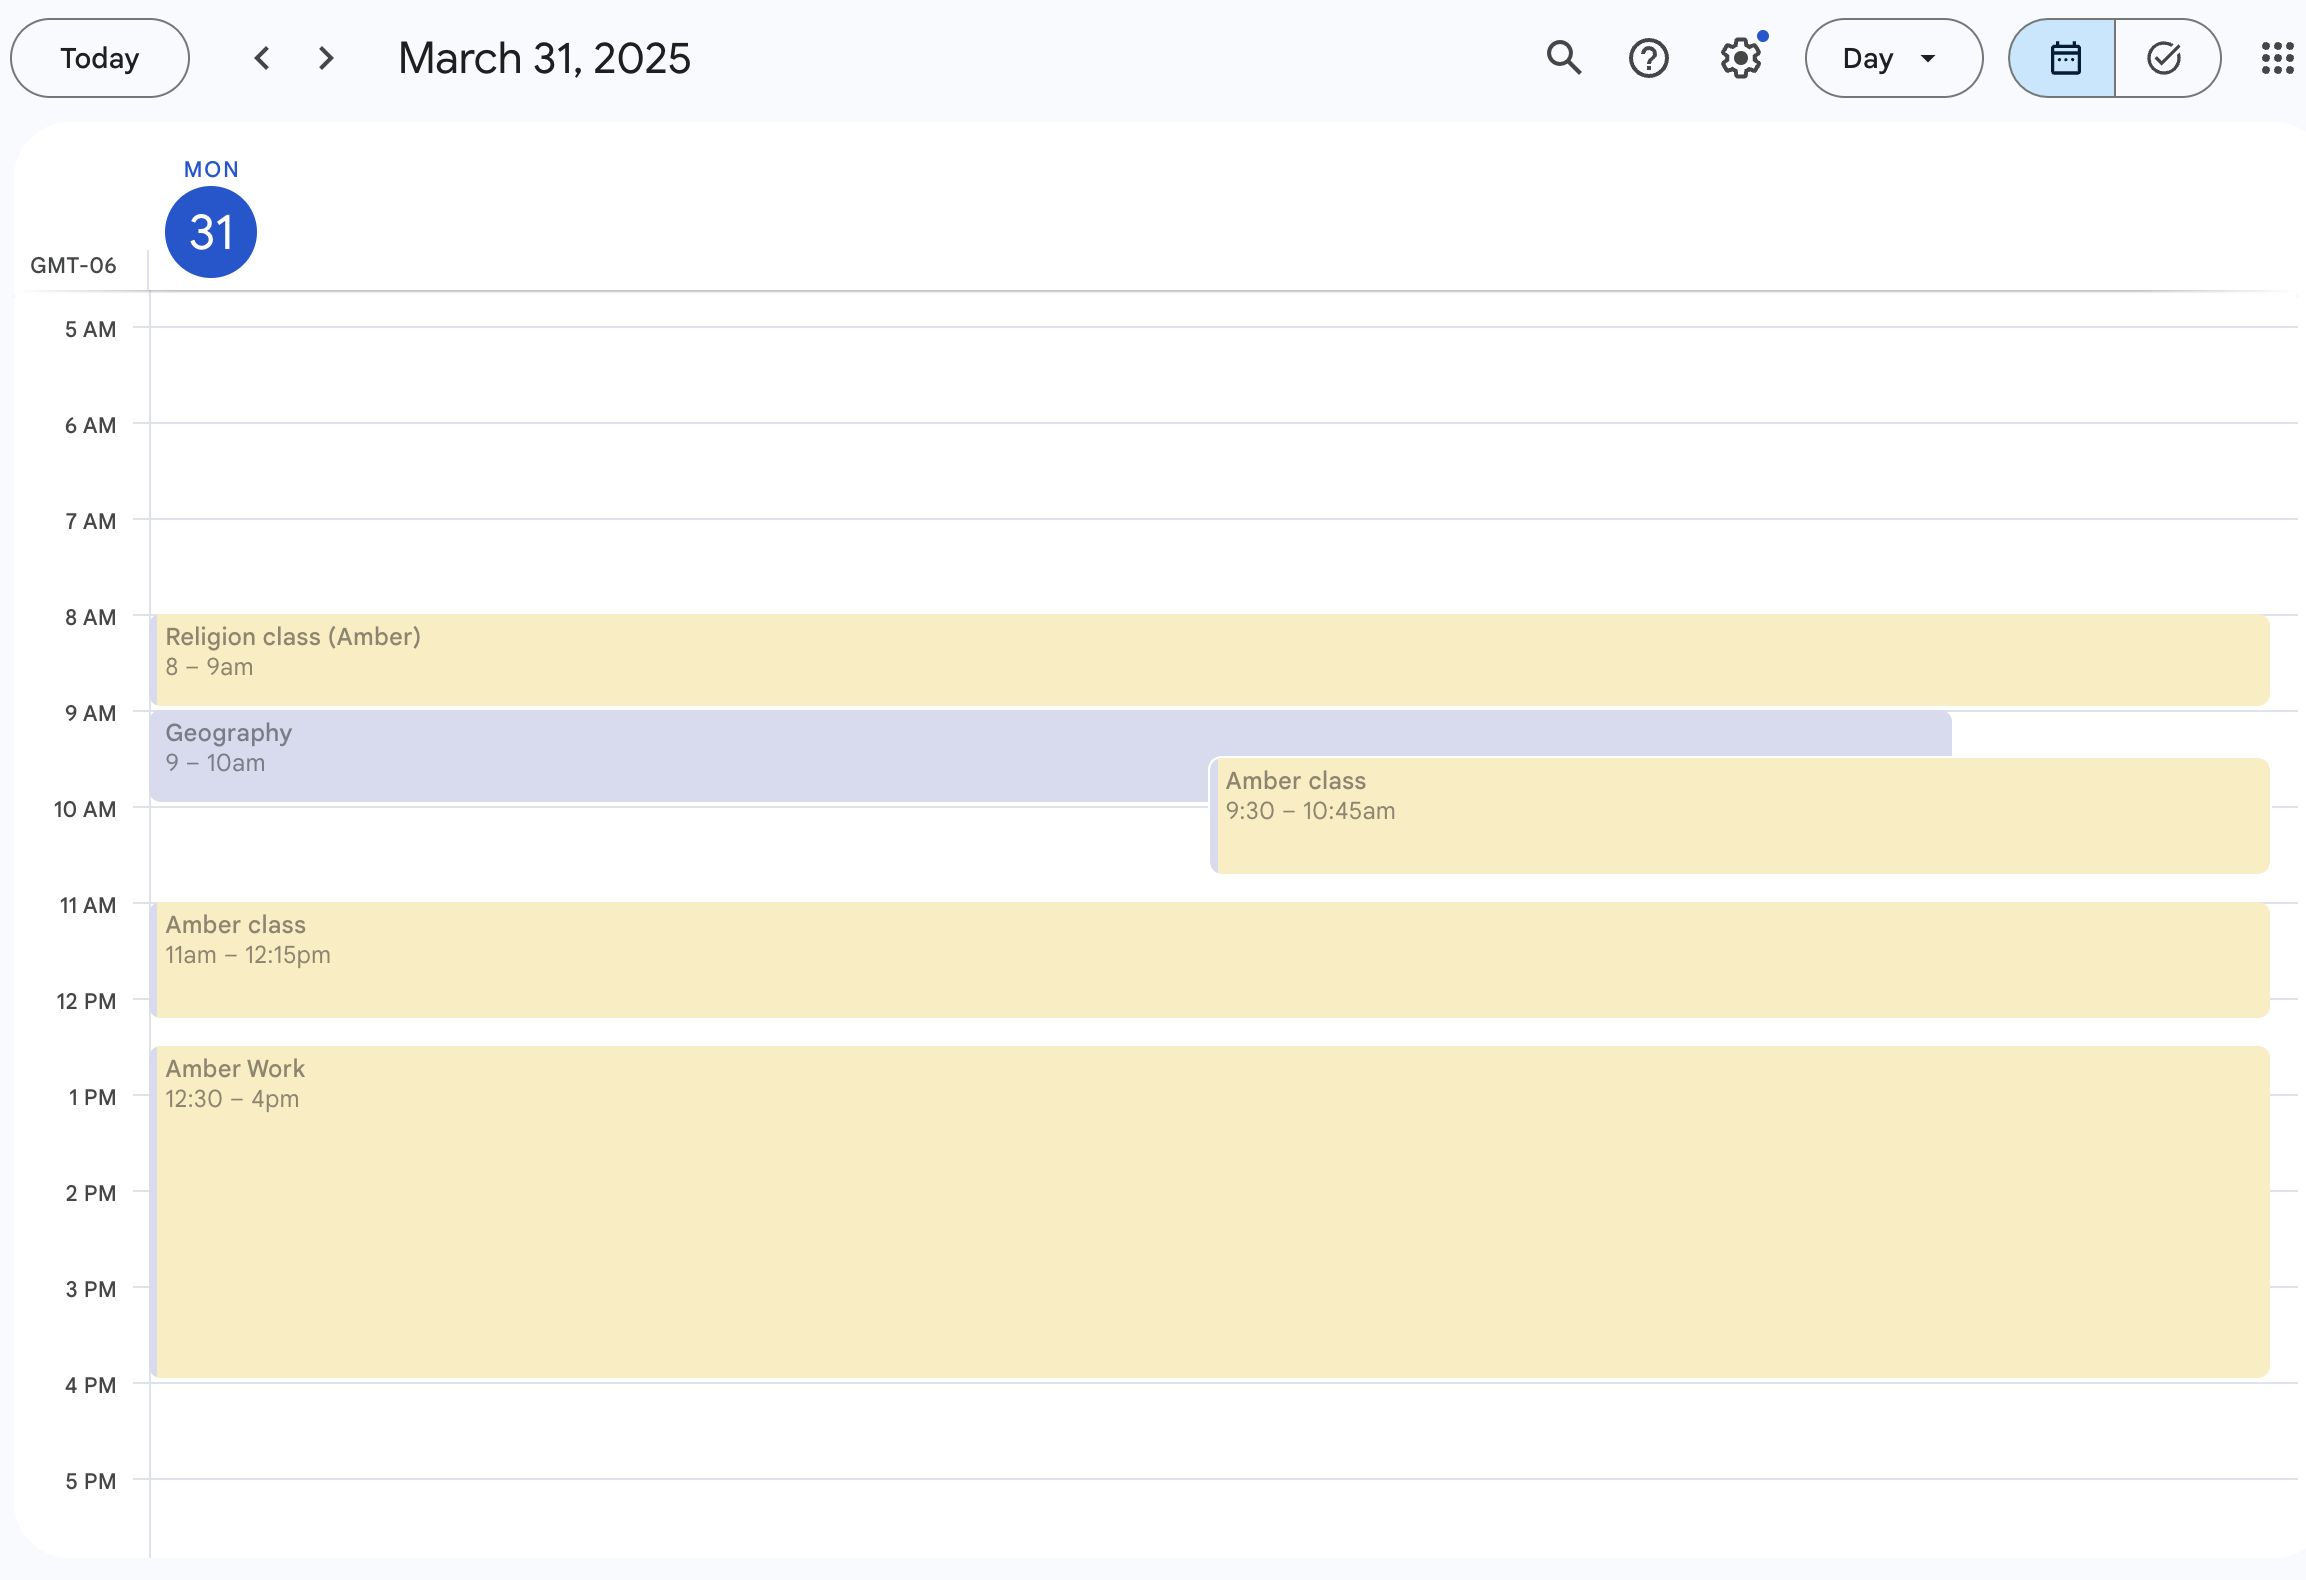 Today
March 31, 2025
Day
MON
31
GMT-06
5 AM
6 AM
7 AM
8 AM
Religion class (Amber)
8 – 9am
9 AM
Geography
9 – 10am
Amber class
9:30 – 10:45am
10 AM
11 AM
Amber class
11am – 12:15pm
12 PM
Amber Work
12:30 – 4pm
1 PM
2 PM
3 PM
4 PM
5 PM